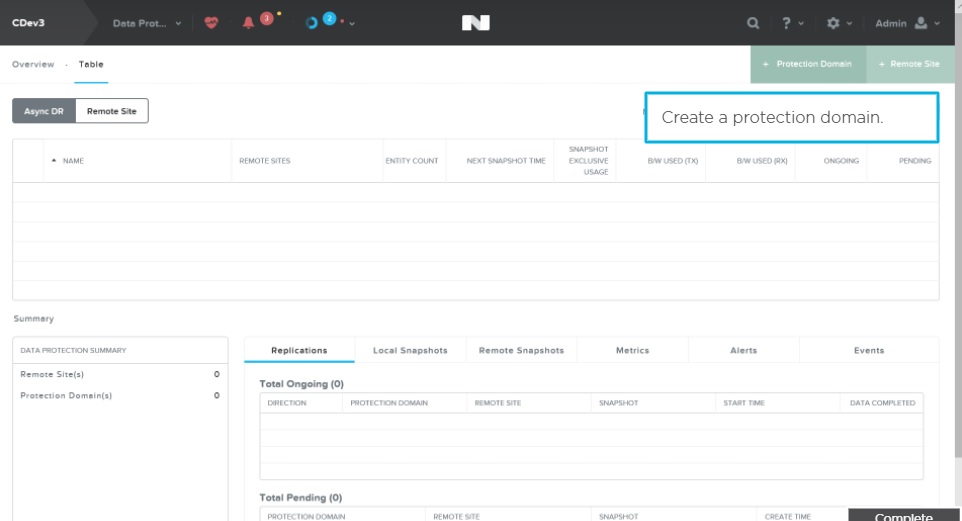 CDev3 Data Prot... 3 2 ? Admin
Overview · Table + Protection Domain + Remote Site
Async DR Remote Site
Create a protection domain.
NAME REMOTE SITES ENTITY COUNT NEXT SNAPSHOT TIME SNAPSHOT EXCLUSIVE USAGE B/W USED (TX) B/W USED (RX) ONGOING PENDING
Summary
DATA PROTECTION SUMMARY
Remote Site(s) 0
Protection Domain(s) 0
Replications Local Snapshots Remote Snapshots Metrics Alerts Events
Total Ongoing (0)
DIRECTION PROTECTION DOMAIN REMOTE SITE SNAPSHOT START TIME DATA COMPLETED
Total Pending (0)
PROTECTION DOMAIN REMOTE SITE SNAPSHOT CREATE TIME
Complete